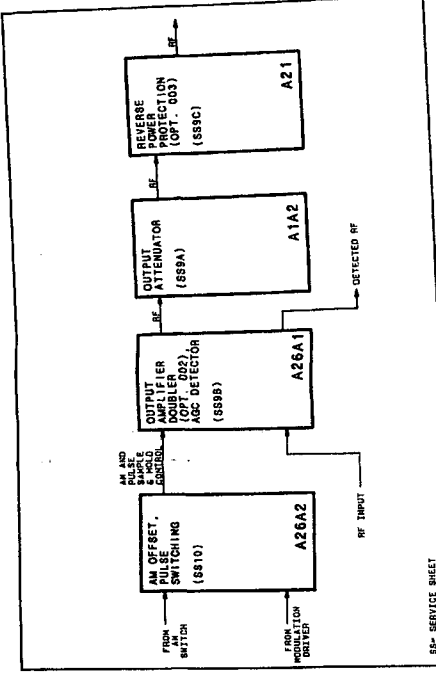 FROM
AM
SWITCH
FROM
MODULATION
DRIVER
AM OFFSET,
PULSE
SWITCHING
(SS10)
A26A2
AM AND
PULSE
SAMPLE
& HOLD
CONTROL
RF INPUT
OUTPUT
AMPLIFIER
DOUBLER
(OPT. 002),
AGC DETECTOR
(SS9B)
A26A1
DETECTED RF
RF
OUTPUT
ATTENUATOR
(SS9A)
A1A2
RF
REVERSE
POWER
PROTECTION
(OPT. 003)
(SS9C)
A21
RF
SS= SERVICE SHEET